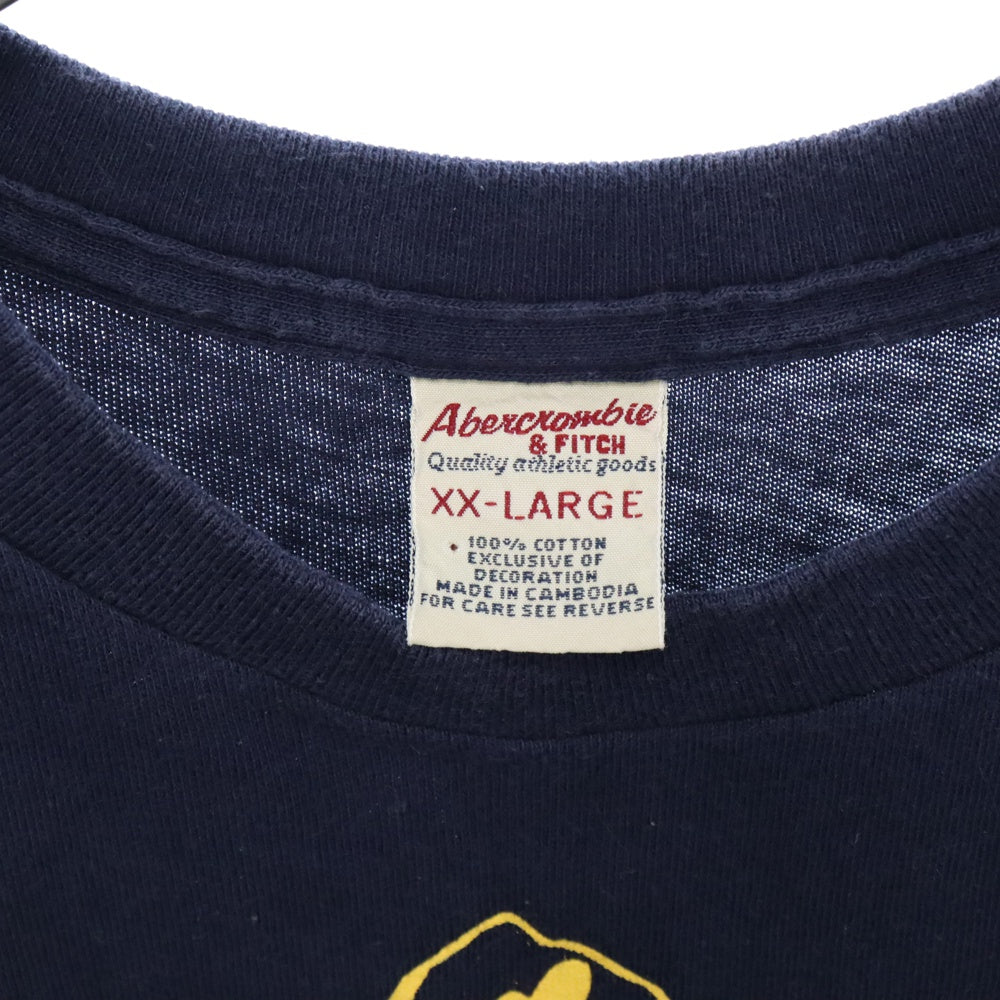 Abercrombie
& FITCH
Quality athletic goods
XX-LARGE
100% COTTON
EXCLUSIVE OF
DECORATION
MADE IN CAMBODIA
FOR CARE SEE REVERSE